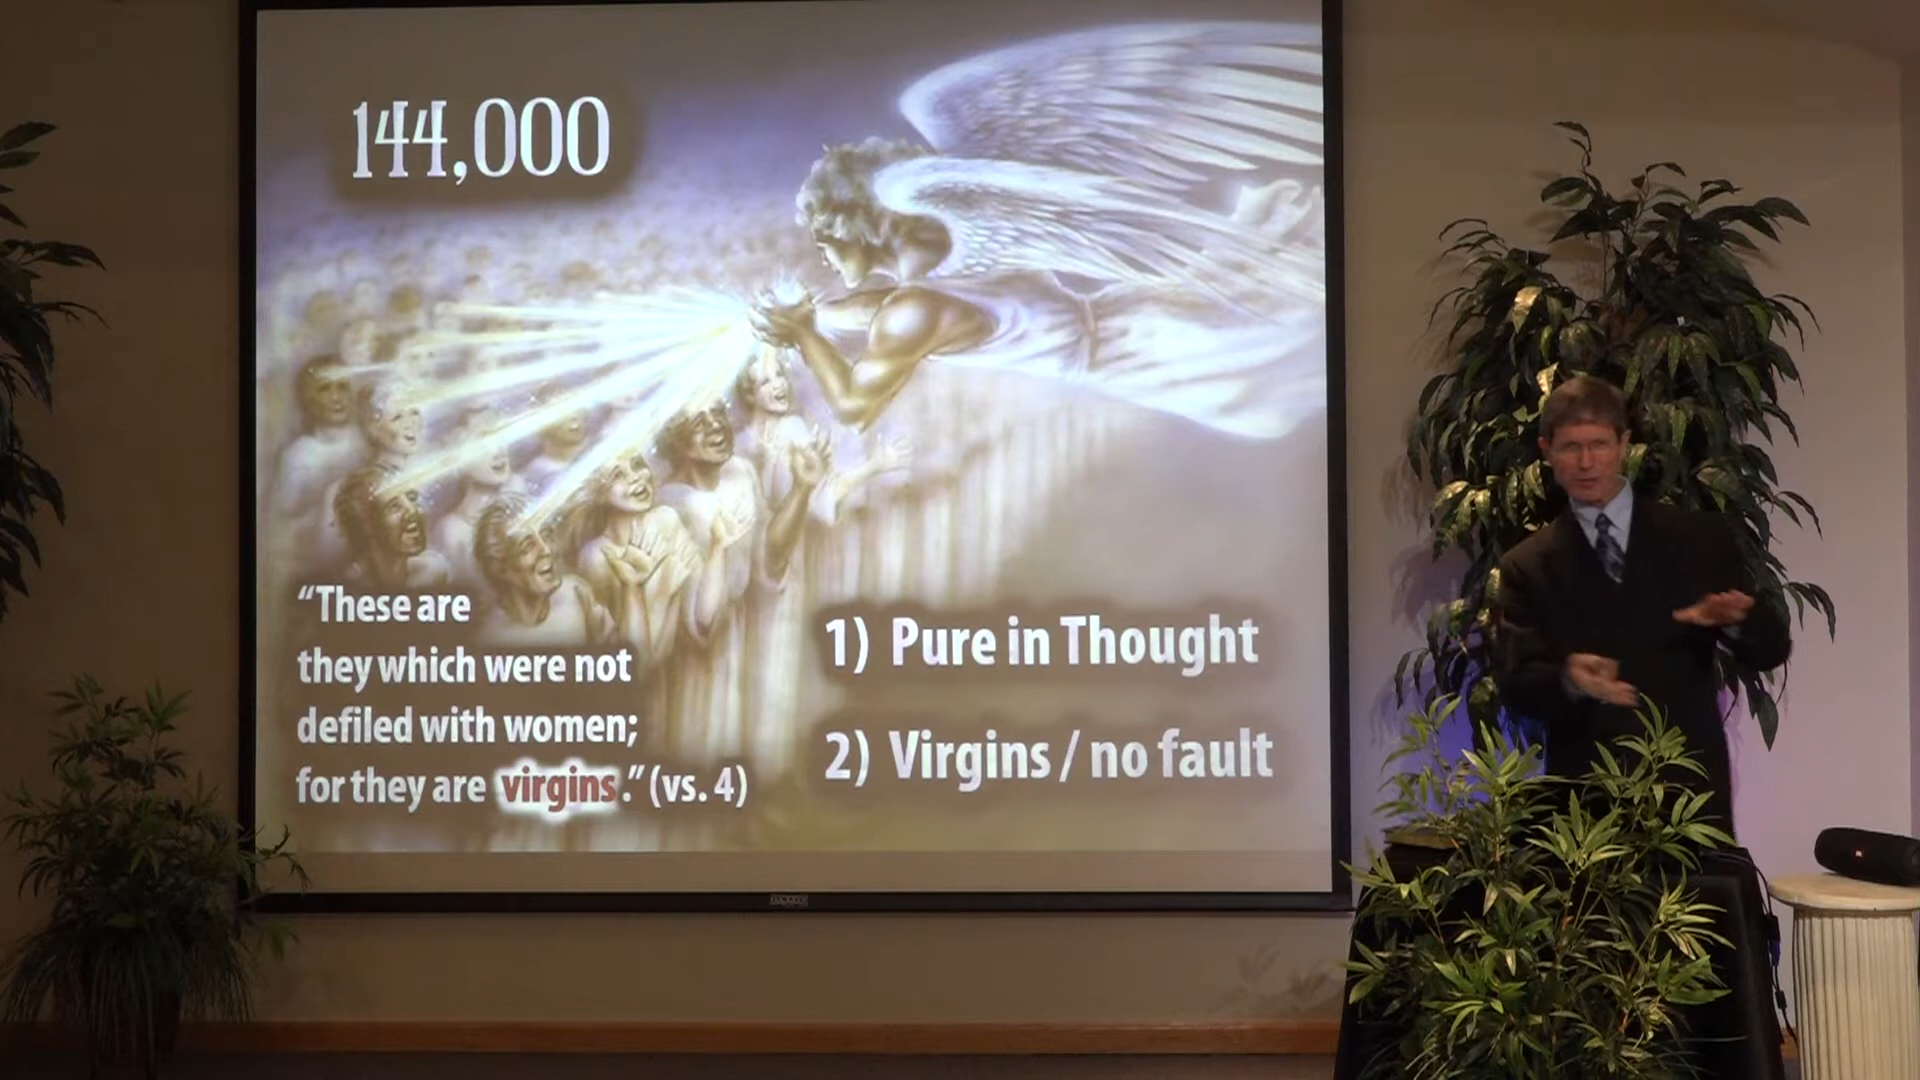 144,000
“These are
they which were not
defiled with women;
for they are virgins.” (vs. 4)
1) Pure in Thought
2) Virgins / no fault
JBL